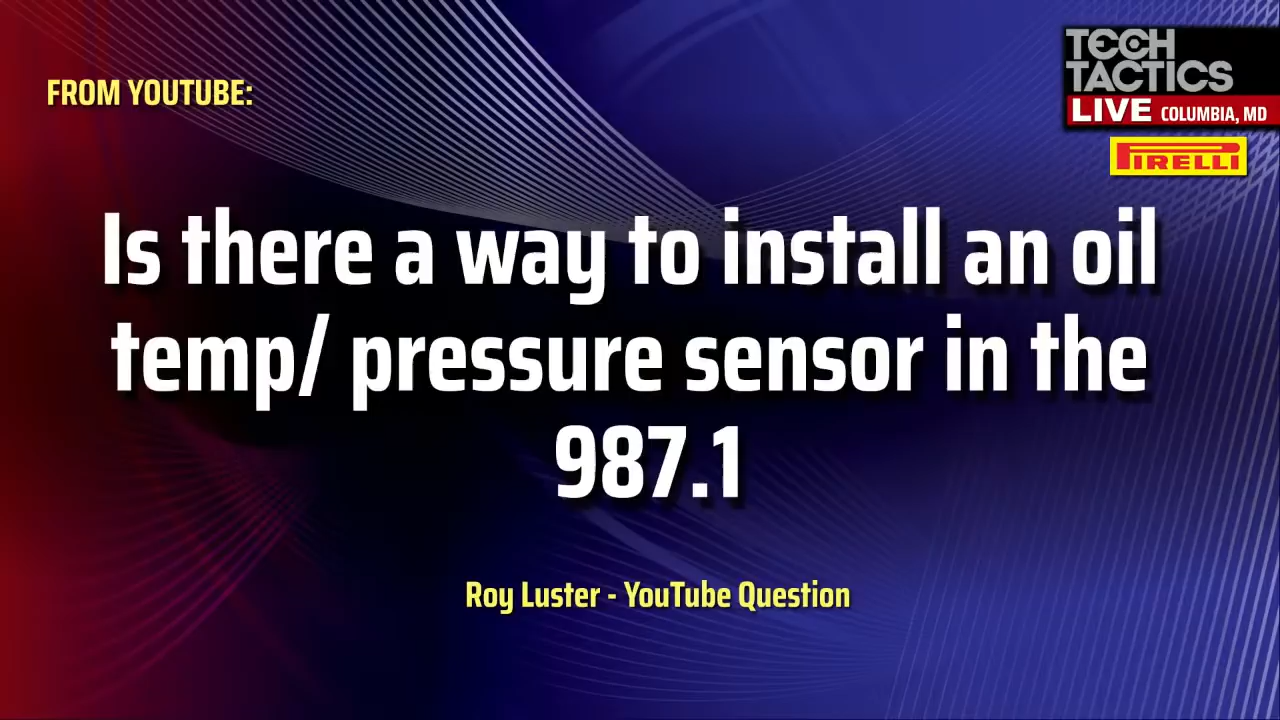 FROM YOUTUBE:
TECH
TACTICS
LIVE COLUMBIA, MD
PIRELLI
Is there a way to install an oil
temp/ pressure sensor in the
987.1
Roy Luster - YouTube Question